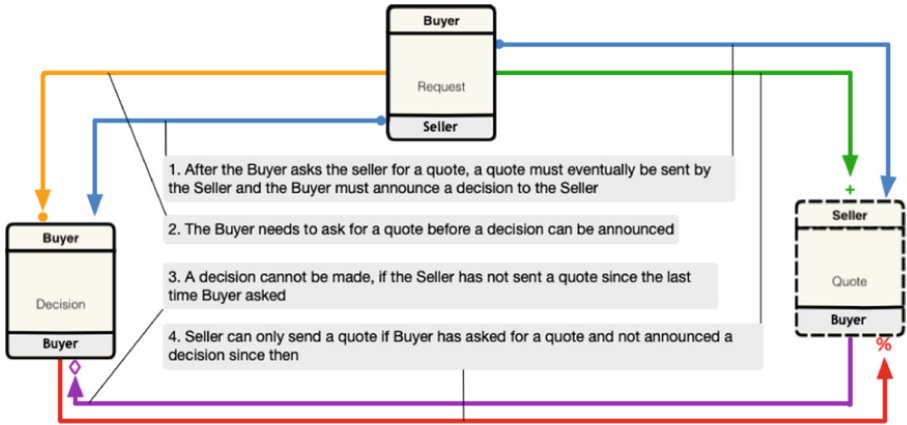 Buyer
Request
Seller
1. After the Buyer asks the seller for a quote, a quote must eventually be sent by
the Seller and the Buyer must announce a decision to the Seller
+
Seller
2. The Buyer needs to ask for a quote before a decision can be announced
Buyer
3. A decision cannot be made, if the Seller has not sent a quote since the last
time Buyer asked
Quote
Decision
Buyer
4. Seller can only send a quote if Buyer has asked for a quote and not announced a
decision since then
Buyer
%